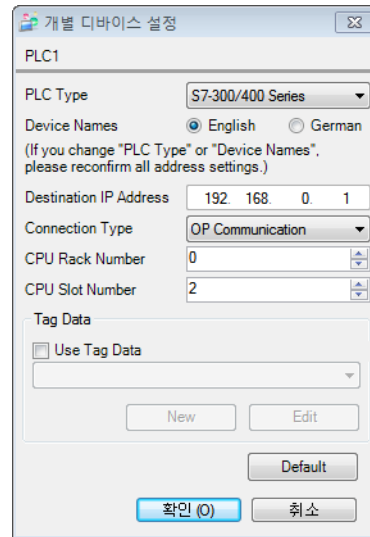 개별 디바이스 설정
PLC1
PLC Type S7-300/400 Series
Device Names English German
(If you change "PLC Type" or "Device Names",
please reconfirm all address settings.)
Destination IP Address 192. 168. 0. 1
Connection Type OP Communication
CPU Rack Number 0
CPU Slot Number 2
Tag Data
Use Tag Data
New Edit
Default
확인 (O) 취소